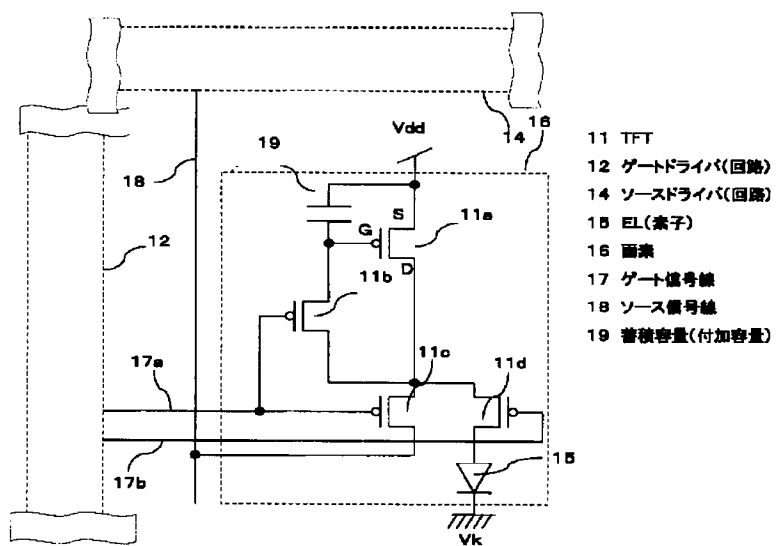 16
14
Vdd
11 TFT
12 ゲートドライバ(回路)
14 ソースドライバ(回路)
15 EL(素子)
16 画素
17 ゲート信号線
18 ソース信号線
19 蓄積容量(付加容量)
18
19
S
G
11a
D
12
11b
17a
11c
11d
17b
15
Vk